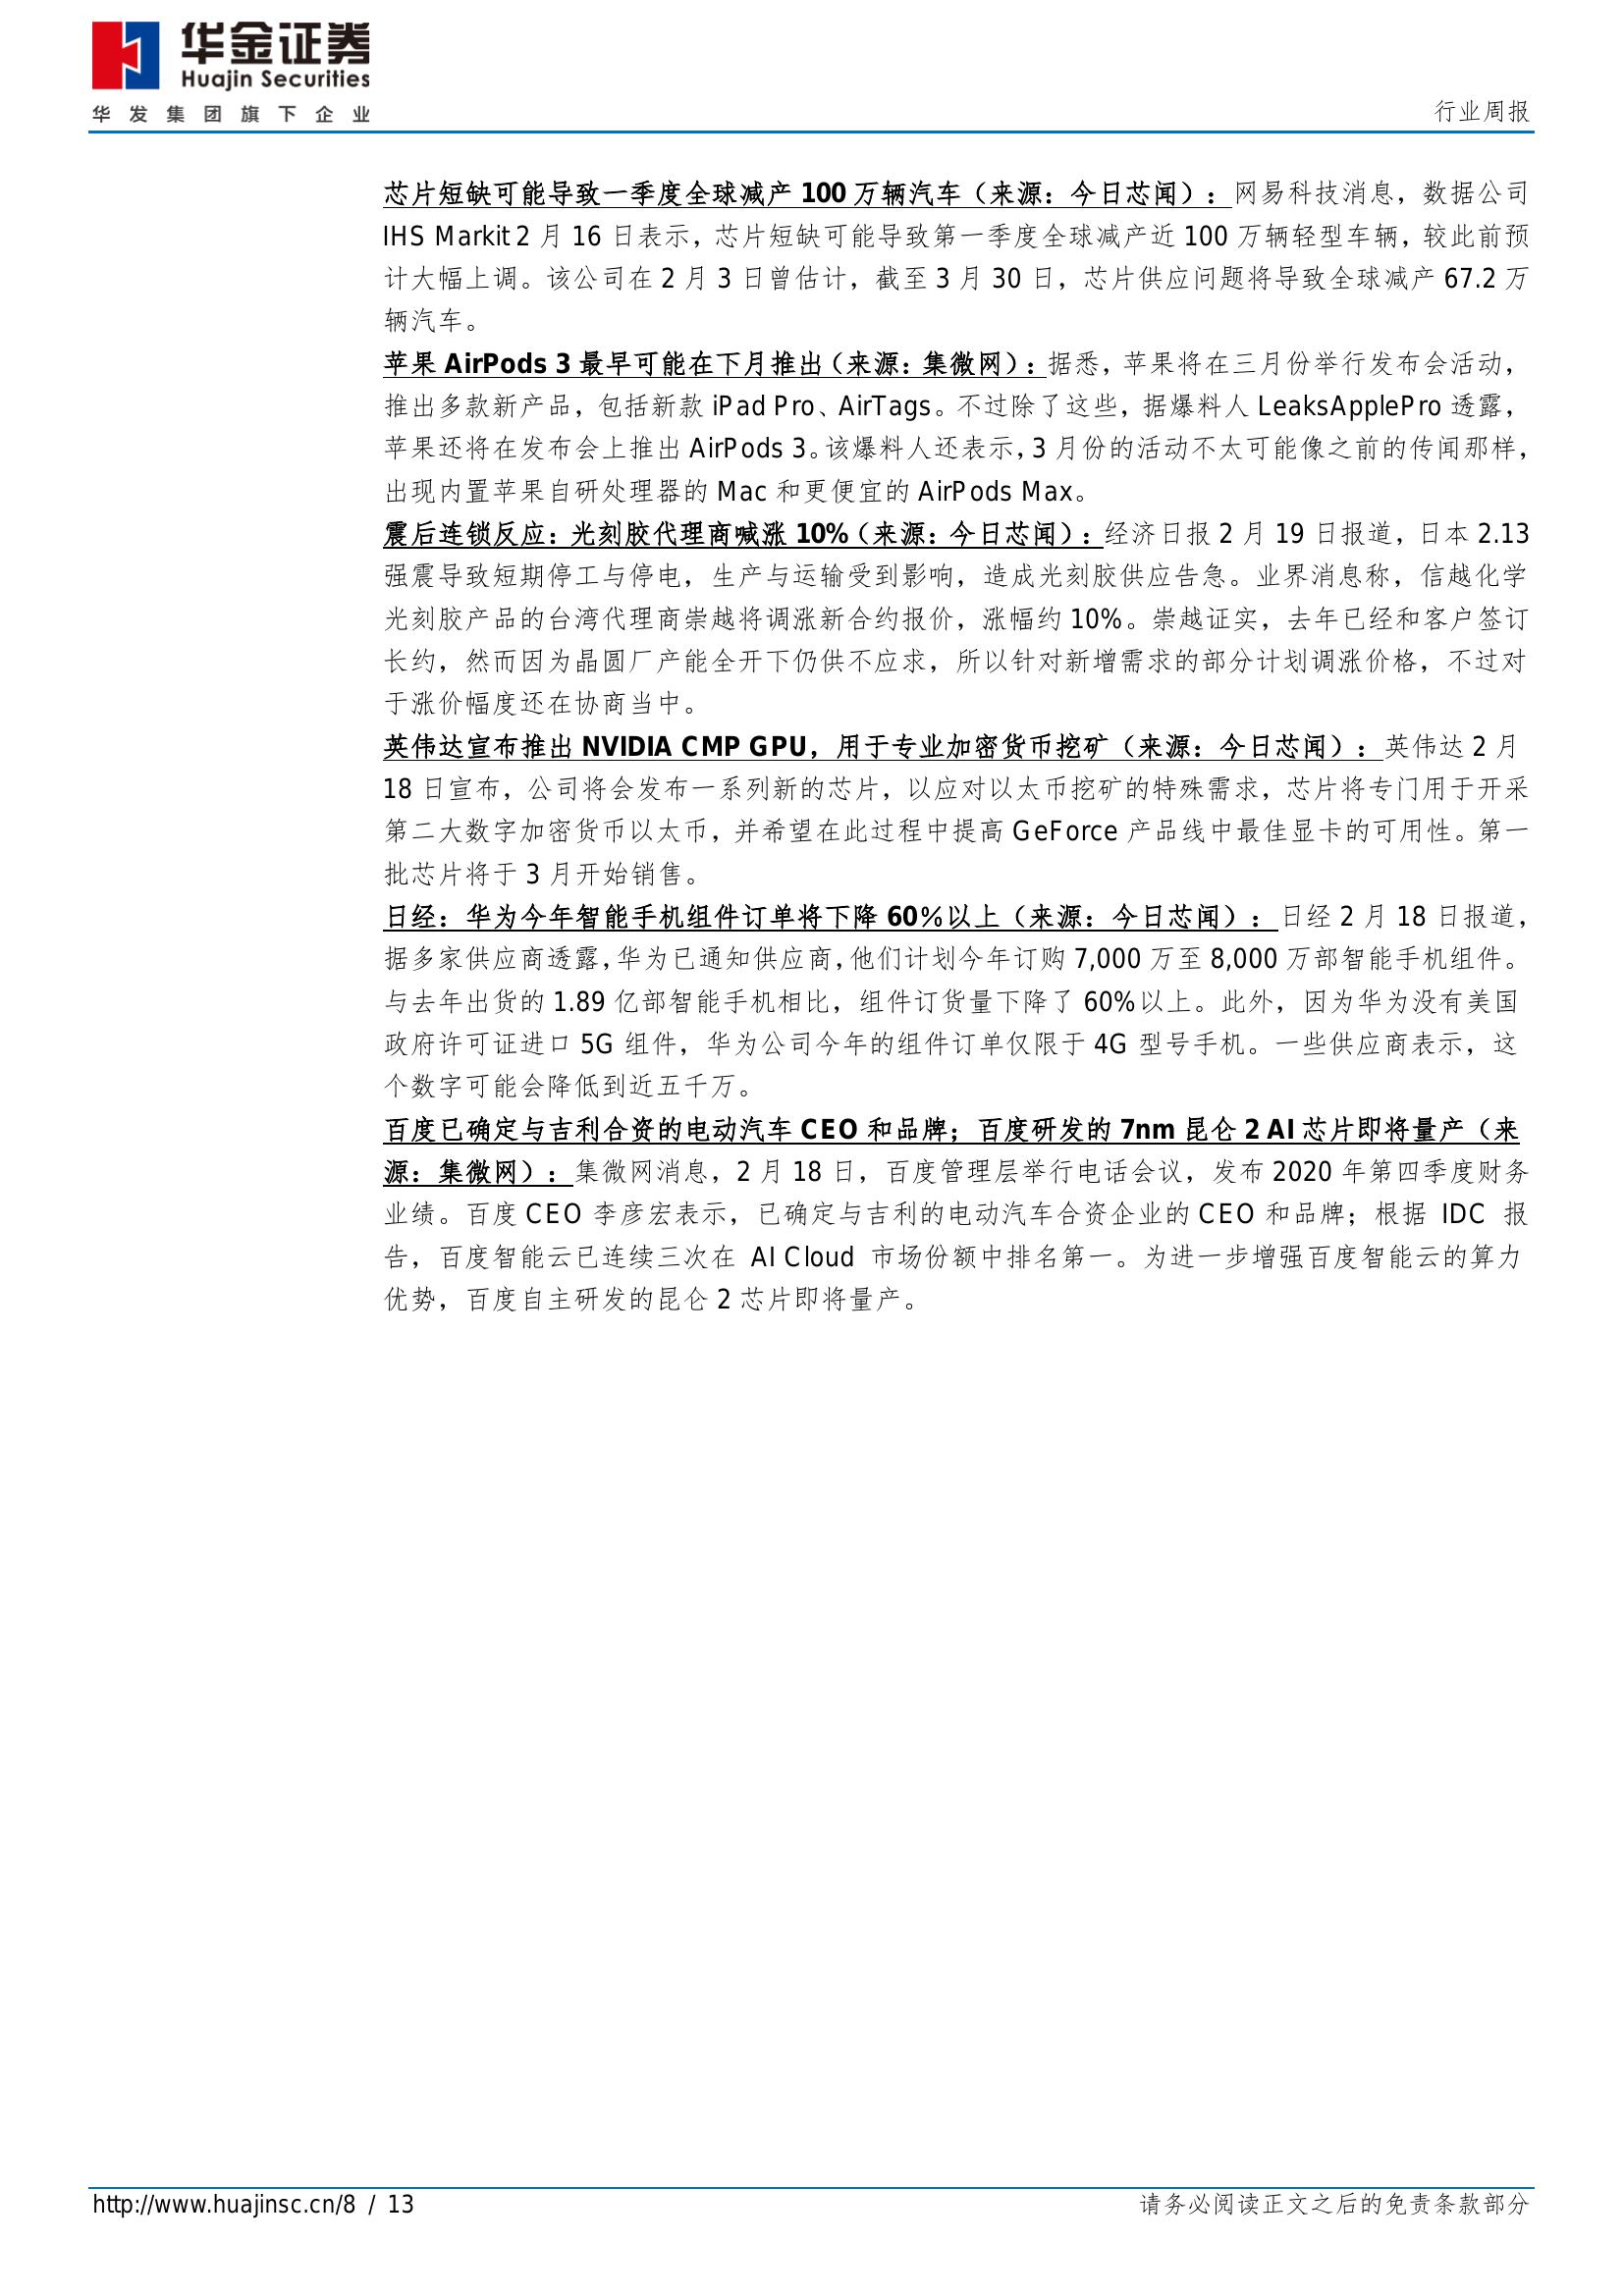 华金证券
Huajin Securities
华发集团旗下企业
行业周报
芯片短缺可能导致一季度全球减产 100 万辆汽车（来源：今日芯闻）：网易科技消息，数据公司
IHS Markit 2 月 16 日表示，芯片短缺可能导致第一季度全球减产近 100 万辆轻型车辆，较此前预
计大幅上调。该公司在 2 月 3 日曾估计，截至 3 月 30 日，芯片供应问题将导致全球减产 67.2 万
辆汽车。
苹果 AirPods 3 最早可能在下月推出（来源：集微网）：据悉，苹果将在三月份举行发布会活动，
推出多款新产品，包括新款 iPad Pro、AirTags。不过除了这些，据爆料人 LeaksApplePro 透露，
苹果还将在发布会上推出 AirPods 3。该爆料人还表示，3 月份的活动不太可能像之前的传闻那样，
出现内置苹果自研处理器的 Mac 和更便宜的 AirPods Max。
震后连锁反应：光刻胶代理商喊涨 10%（来源：今日芯闻）：经济日报 2 月 19 日报道，日本 2.13
强震导致短期停工与停电，生产与运输受到影响，造成光刻胶供应告急。业界消息称，信越化学
光刻胶产品的台湾代理商崇越将调涨新合约报价，涨幅约 10%。崇越证实，去年已经和客户签订
长约，然而因为晶圆厂产能全开下仍供不应求，所以针对新增需求的部分计划调涨价格，不过对
于涨价幅度还在协商当中。
英伟达宣布推出 NVIDIA CMP GPU，用于专业加密货币挖矿（来源：今日芯闻）：英伟达 2 月
18 日宣布，公司将会发布一系列新的芯片，以应对以太币挖矿的特殊需求，芯片将专门用于开采
第二大数字加密货币以太币，并希望在此过程中提高 GeForce 产品线中最佳显卡的可用性。第一
批芯片将于 3 月开始销售。
日经：华为今年智能手机组件订单将下降 60%以上（来源：今日芯闻）：日经 2 月 18 日报道，
据多家供应商透露，华为已通知供应商，他们计划今年订购 7,000 万至 8,000 万部智能手机组件。
与去年出货的 1.89 亿部智能手机相比，组件订货量下降了 60%以上。此外，因为华为没有美国
政府许可证进口 5G 组件，华为公司今年的组件订单仅限于 4G 型号手机。一些供应商表示，这
个数字可能会降低到近五千万。
百度已确定与吉利合资的电动汽车 CEO 和品牌；百度研发的 7nm 昆仑 2 AI 芯片即将量产（来
源：集微网）：集微网消息，2 月 18 日，百度管理层举行电话会议，发布 2020 年第四季度财务
业绩。百度 CEO 李彦宏表示，已确定与吉利的电动汽车合资企业的 CEO 和品牌；根据 IDC 报
告，百度智能云已连续三次在 AI Cloud 市场份额中排名第一。为进一步增强百度智能云的算力
优势，百度自主研发的昆仑 2 芯片即将量产。
http://www.huajinsc.cn/8 / 13
请务必阅读正文之后的免责条款部分